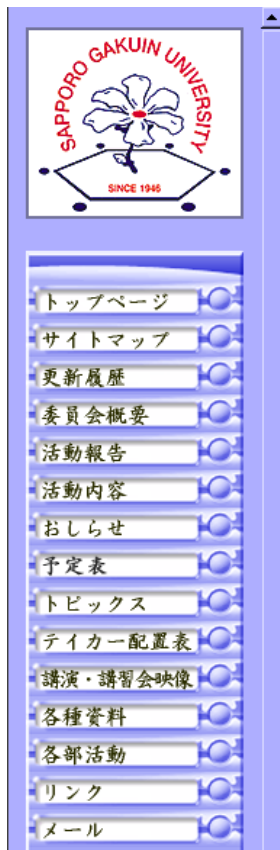 SAPPORO GAKUIN UNIVERSITY
SINCE 1946
トップページ
サイトマップ
更新履歴
委員会概要
活動報告
活動内容
おしらせ
予定表
トピックス
テイカー配置表
講演・講習会映像
各種資料
各部活動
リンク
メール